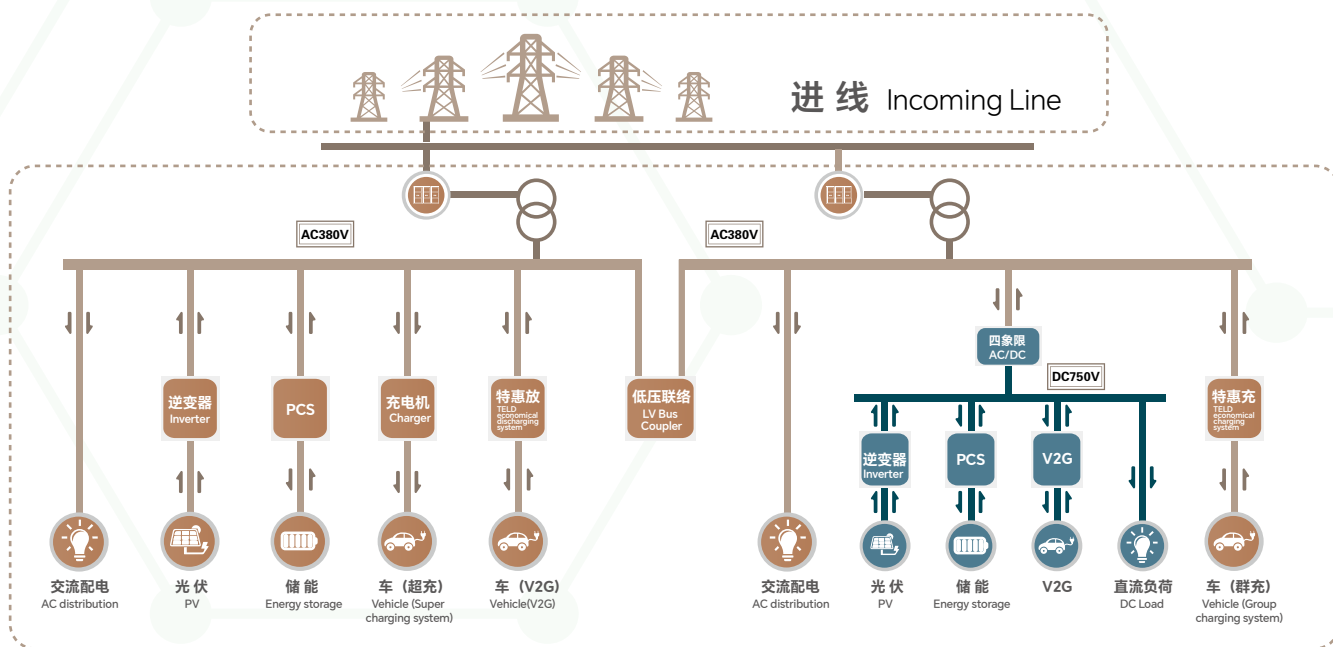 进 线 Incoming Line
AC380V
AC380V
四象限
AC/DC
DC750V
逆变器
Inverter
PCS
充电机
Charger
特惠放
TELD
economical
discharging
system
低压联络
LV Bus
Coupler
特惠充
TELD
economical
charging
system
逆变器
Inverter
PCS
V2G
交流配电
AC distribution
光 伏
PV
储 能
Energy storage
车（超充）
Vehicle (Super
charging system)
车（V2G）
Vehicle(V2G)
交流配电
AC distribution
光 伏
PV
储 能
Energy storage
V2G
直流负荷
DC Load
车（群充）
Vehicle (Group
charging system)